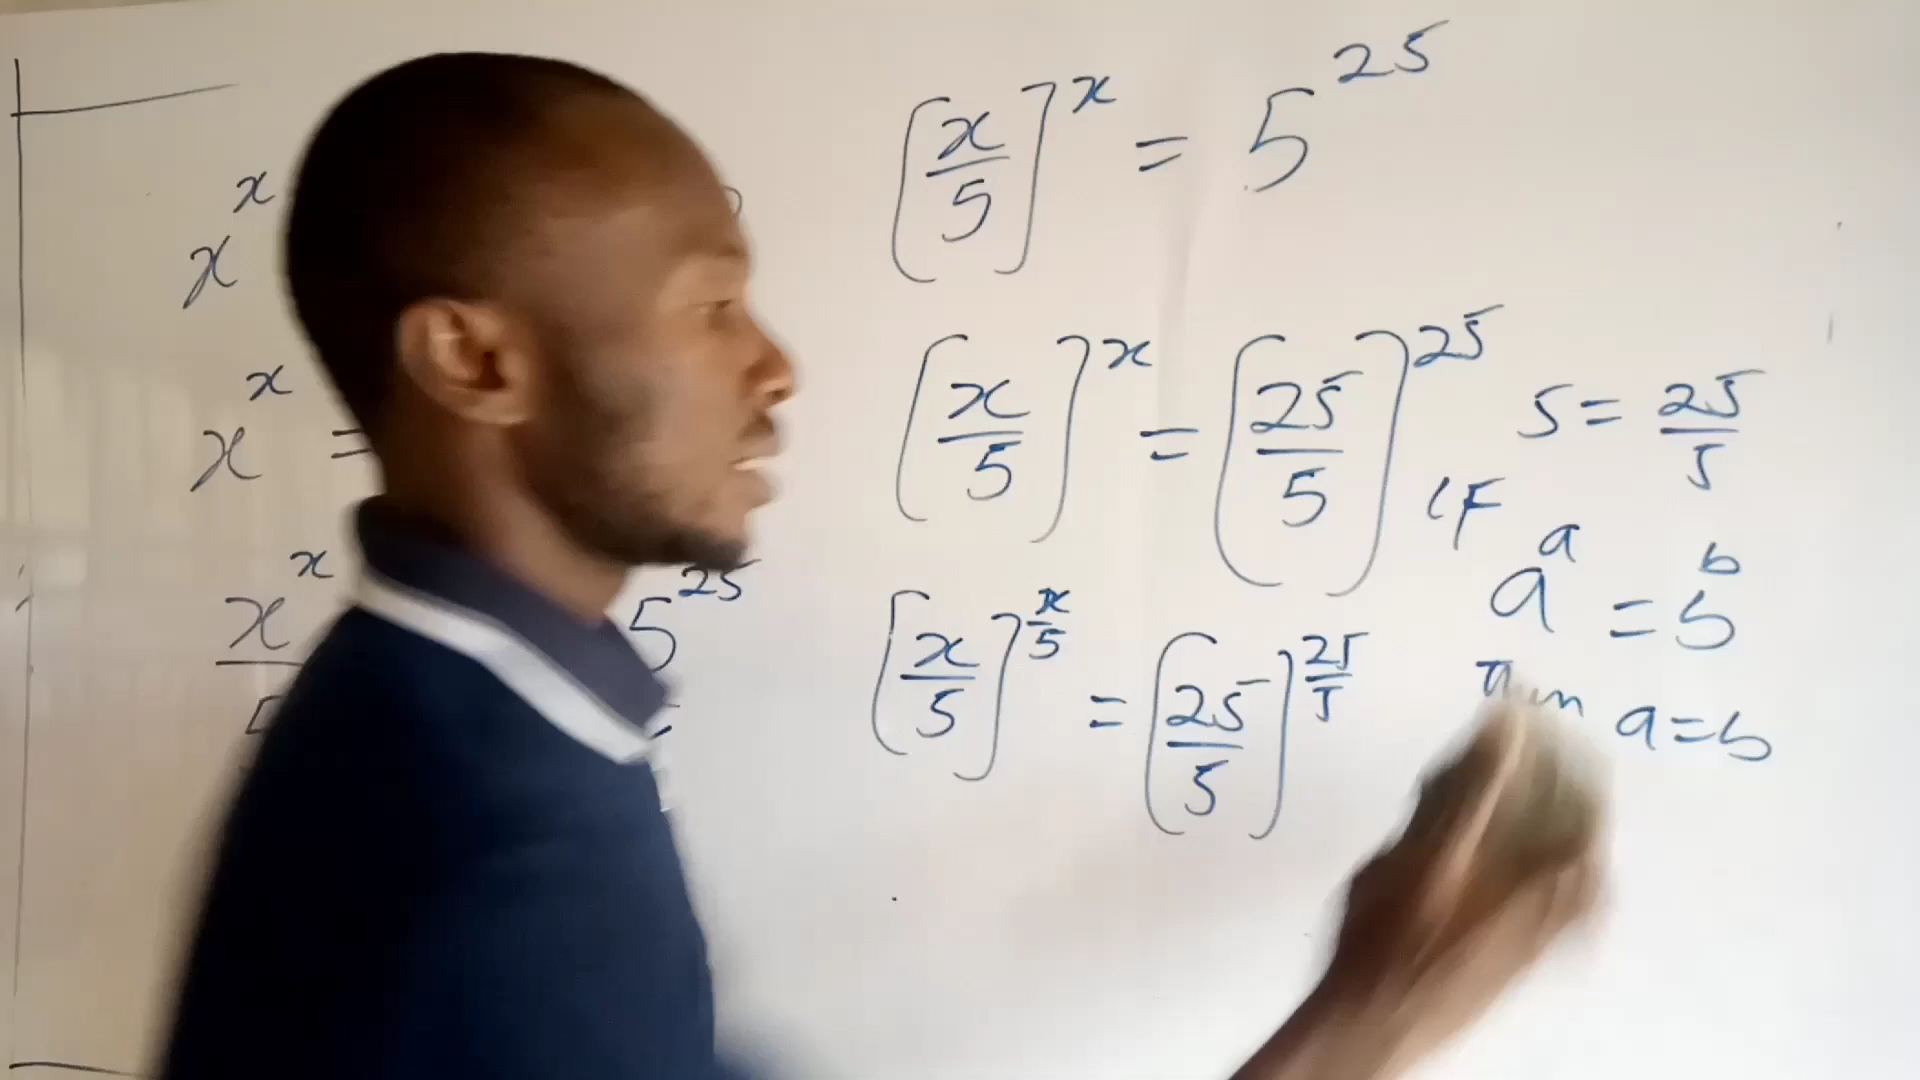 x^x
x^x =
x^x/5 5^25
[x/5]^x = 5^25
[x/5]^x = [25/5]^25
[x/5]^(x/5) = [25/5]^(25/5)
5 = 25/5
IF
a^a = b^b
a = b